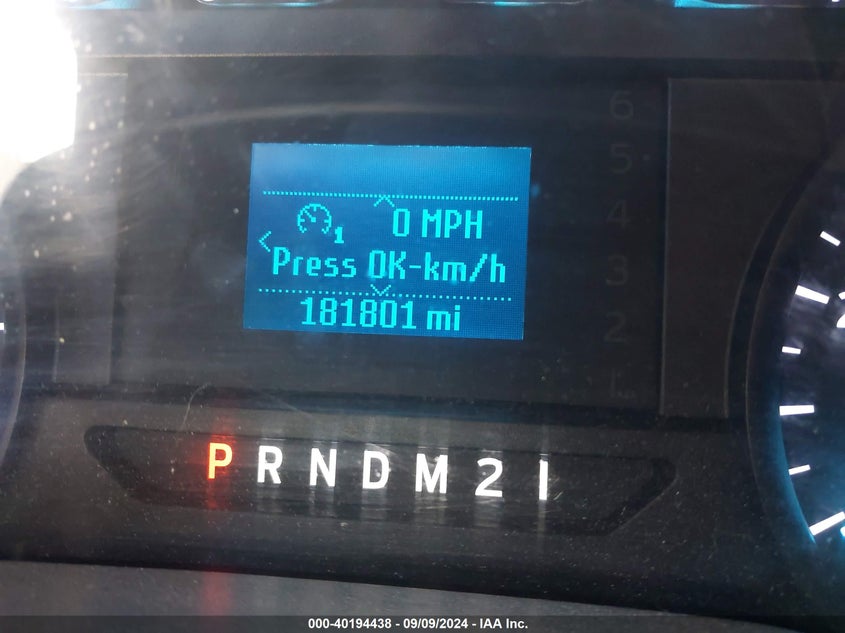 6
5
4
3
2
1 0 MPH
Press OK-km/h
181801 mi
P R N D M 2 1
000-40194438 - 09/09/2024 - IAA Inc.